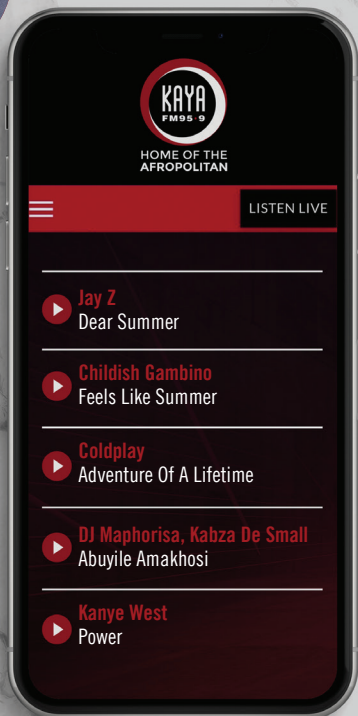 KAYA
FM95·9
HOME OF THE
AFROPOLITAN
LISTEN LIVE
Jay Z
Dear Summer
Childish Gambino
Feels Like Summer
Coldplay
Adventure Of A Lifetime
DJ Maphorisa, Kabza De Small
Abuyile Amakhosi
Kanye West
Power